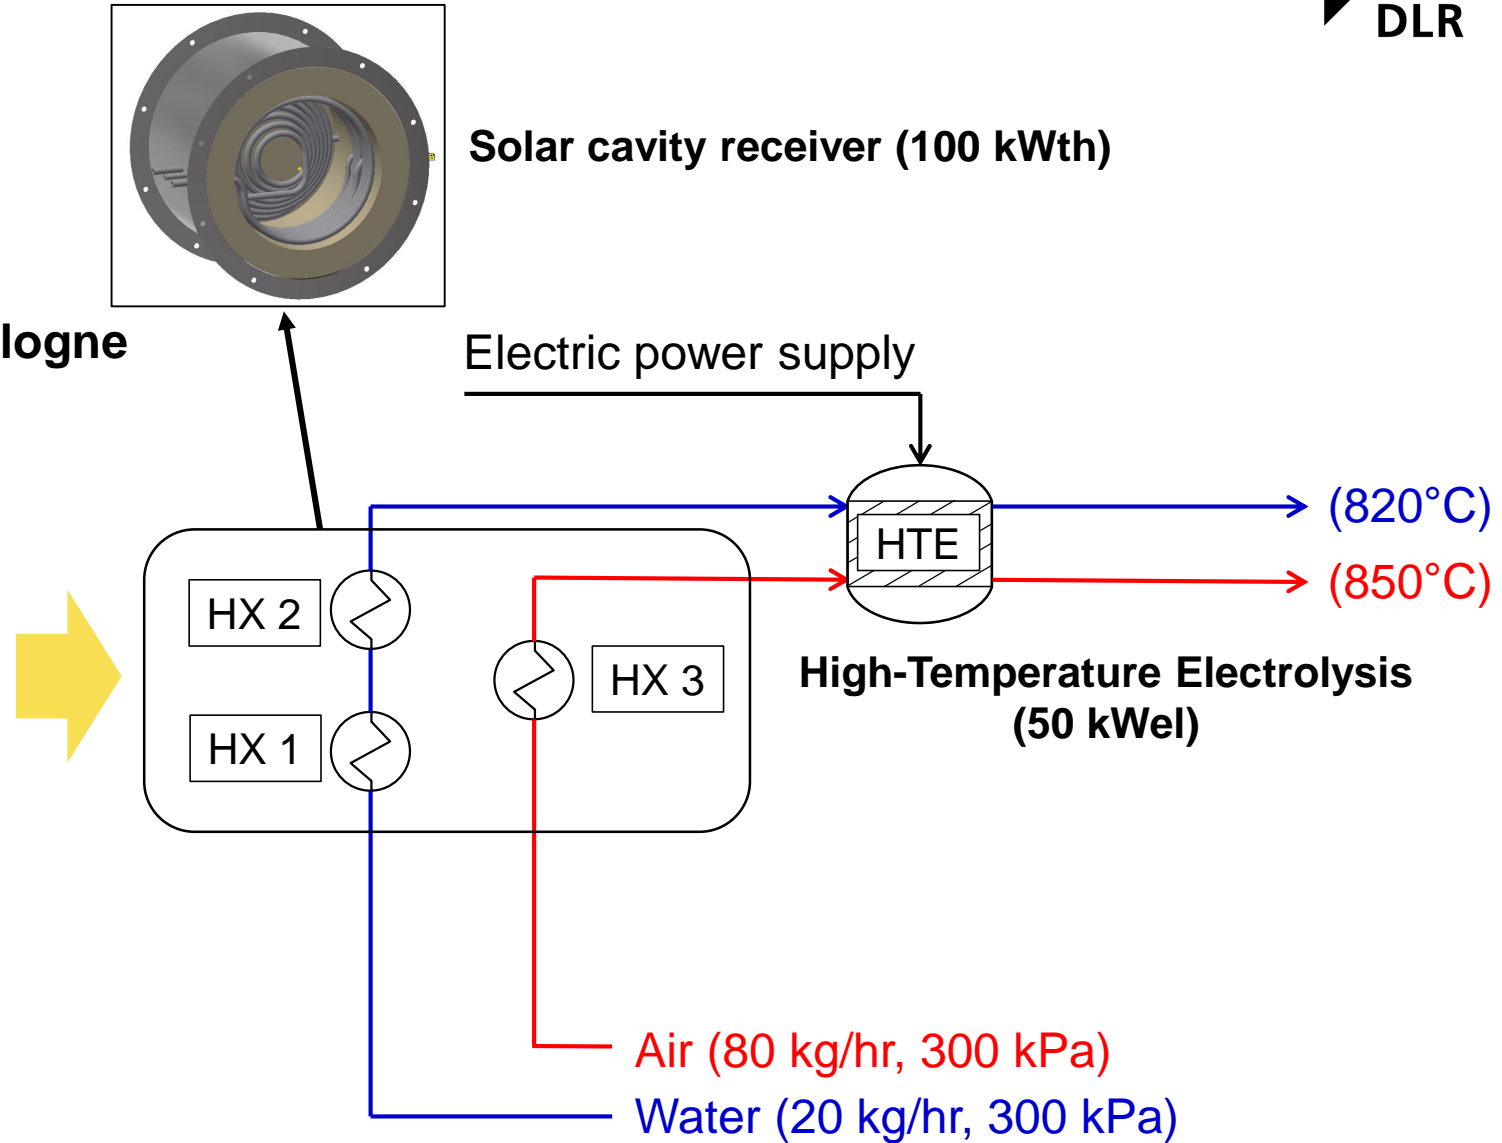 DLR
Solar cavity receiver (100 kWth)
logne
Electric power supply
(820°C)
HTE
(850°C)
HX 2
HX 3
High-Temperature Electrolysis
(50 kWel)
HX 1
Air (80 kg/hr, 300 kPa)
Water (20 kg/hr, 300 kPa)